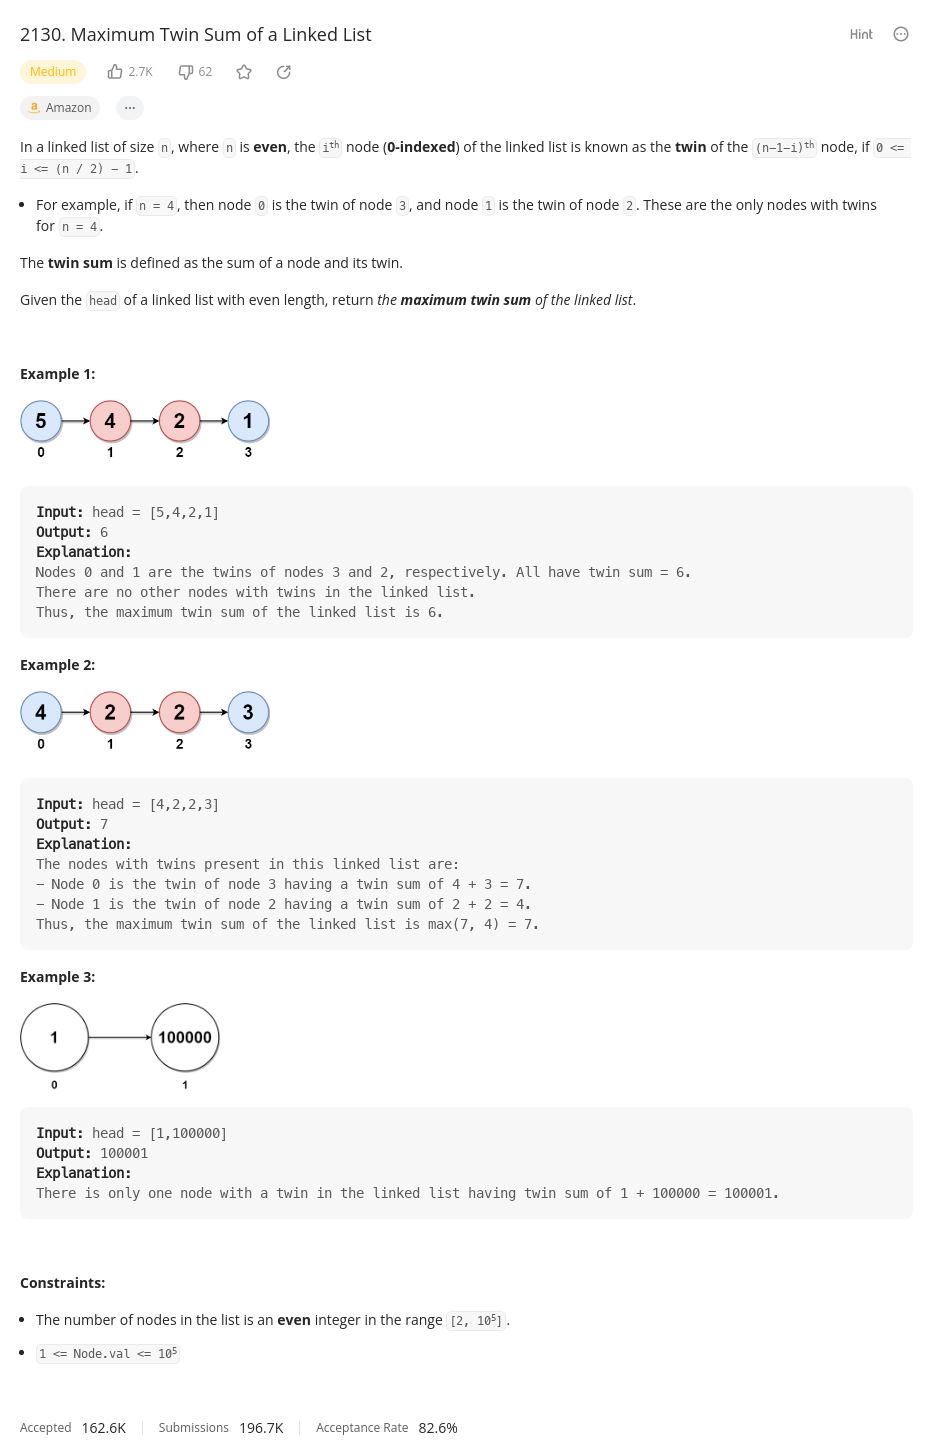 2130. Maximum Twin Sum of a Linked List
Hint
Medium 2.7K 62
Amazon ···
In a linked list of size n, where n is even, the iᵗʰ node (0-indexed) of the linked list is known as the twin of the (n-1-i)ᵗʰ node, if 0 <=
i <= (n / 2) - 1.
• For example, if n = 4, then node 0 is the twin of node 3, and node 1 is the twin of node 2. These are the only nodes with twins
for n = 4.
The twin sum is defined as the sum of a node and its twin.
Given the head of a linked list with even length, return the maximum twin sum of the linked list.
Example 1:
5 4 2 1
0 1 2 3
Input: head = [5,4,2,1]
Output: 6
Explanation:
Nodes 0 and 1 are the twins of nodes 3 and 2, respectively. All have twin sum = 6.
There are no other nodes with twins in the linked list.
Thus, the maximum twin sum of the linked list is 6.
Example 2:
4 2 2 3
0 1 2 3
Input: head = [4,2,2,3]
Output: 7
Explanation:
The nodes with twins present in this linked list are:
- Node 0 is the twin of node 3 having a twin sum of 4 + 3 = 7.
- Node 1 is the twin of node 2 having a twin sum of 2 + 2 = 4.
Thus, the maximum twin sum of the linked list is max(7, 4) = 7.
Example 3:
1 100000
0 1
Input: head = [1,100000]
Output: 100001
Explanation:
There is only one node with a twin in the linked list having twin sum of 1 + 100000 = 100001.
Constraints:
• The number of nodes in the list is an even integer in the range [2, 10⁵].
• 1 <= Node.val <= 10⁵
Accepted 162.6K Submissions 196.7K Acceptance Rate 82.6%